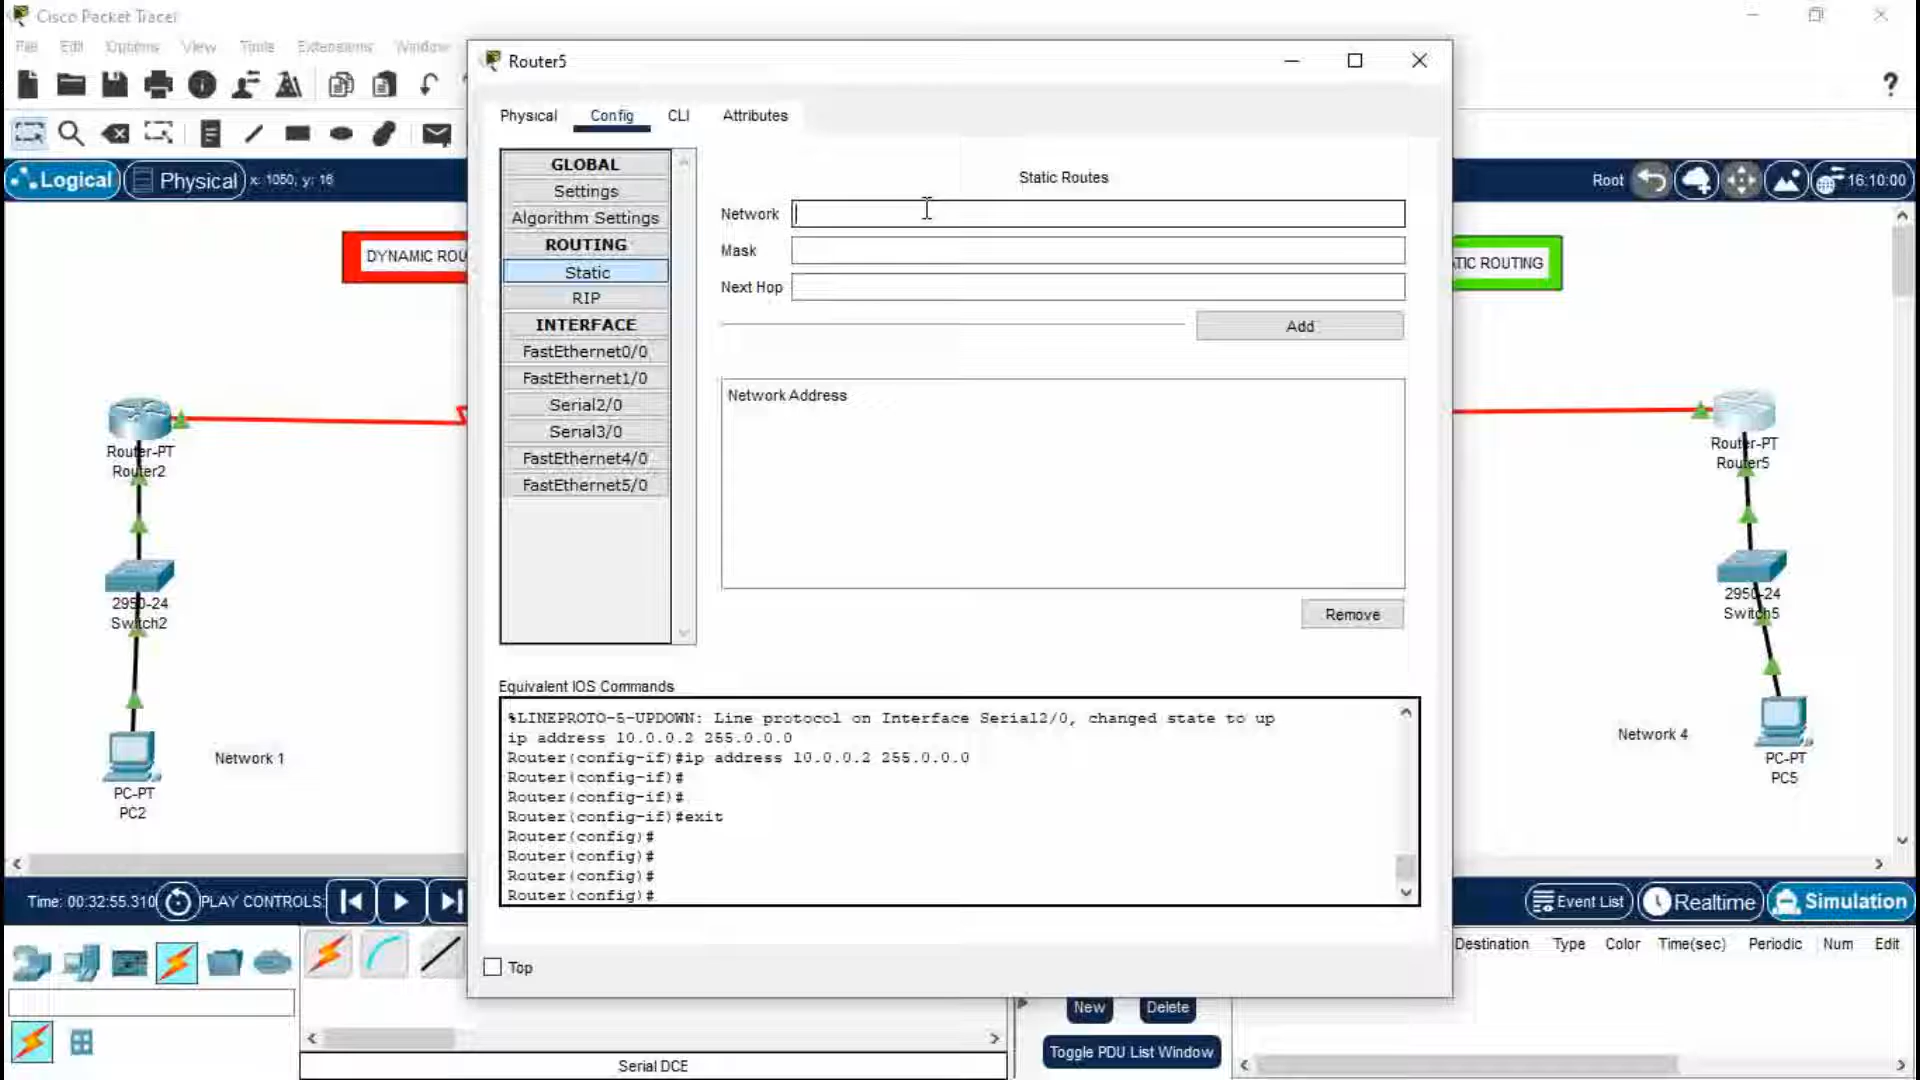 Cisco Packet Tracer
File Edit Options View Tools Extensions Window
Router5
Physical Config CLI Attributes
?
Logical Physical x: 1050, y: 16
Root 16:10:00
GLOBAL
Settings
Algorithm Settings
ROUTING
Static
RIP
INTERFACE
FastEthernet0/0
FastEthernet1/0
Serial2/0
Serial3/0
FastEthernet4/0
FastEthernet5/0
Static Routes
Network
Mask
Next Hop
Add
Network Address
Remove
DYNAMIC ROU
TIC ROUTING
Router-PT
Router2
2950-24
Switch2
PC-PT
PC2
Network 1
Router-PT
Router5
2950-24
Switch5
Network 4
PC-PT
PC5
Equivalent IOS Commands
%LINEPROTO-5-UPDOWN: Line protocol on Interface Serial2/0, changed state to up
ip address 10.0.0.2 255.0.0.0
Router(config-if)#ip address 10.0.0.2 255.0.0.0
Router(config-if)#
Router(config-if)#
Router(config-if)#exit
Router(config)#
Router(config)#
Router(config)#
Router(config)#
Top
Time: 00:32:55.310 PLAY CONTROLS:
Event List Realtime Simulation
Destination Type Color Time(sec) Periodic Num Edit
New Delete
Toggle PDU List Window
Serial DCE